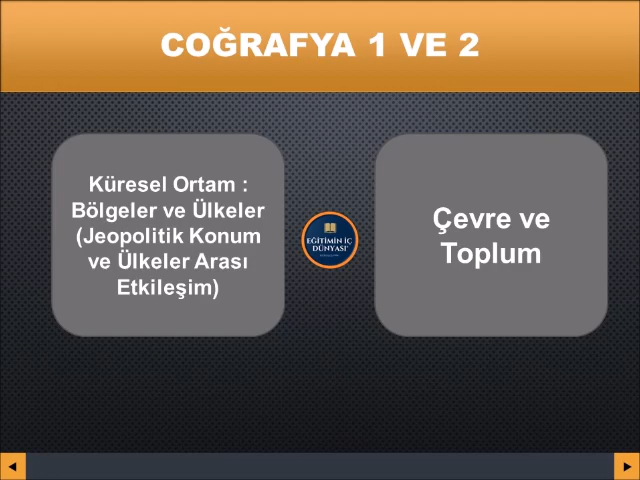 COĞRAFYA 1 VE 2
Küresel Ortam :
Bölgeler ve Ülkeler
(Jeopolitik Konum
ve Ülkeler Arası
Etkileşim)
EĞİTİMİN İÇ
DÜNYASI
Çevre ve
Toplum